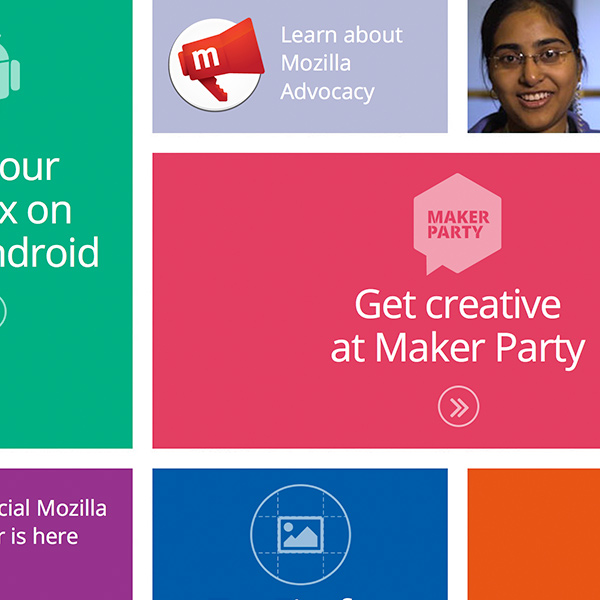 Learn about
Mozilla
Advocacy
m
our
x on
ndroid
MAKER
PARTY
Get creative
at Maker Party
cial Mozilla
r is here